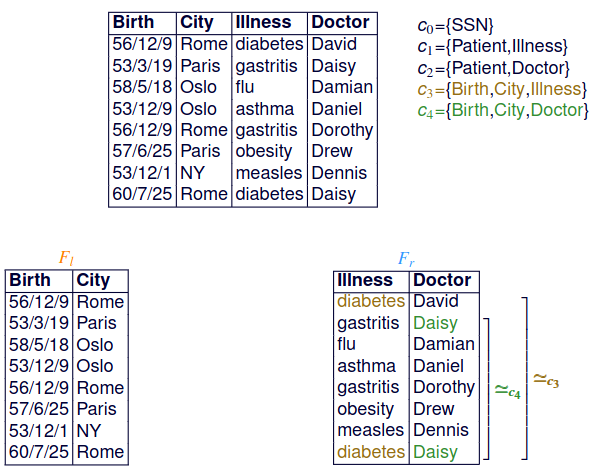 Birth City Illness Doctor
56/12/9 Rome diabetes David
53/3/19 Paris gastritis Daisy
58/5/18 Oslo flu Damian
53/12/9 Oslo asthma Daniel
56/12/9 Rome gastritis Dorothy
57/6/25 Paris obesity Drew
53/12/1 NY measles Dennis
60/7/25 Rome diabetes Daisy
c0={SSN}
c1={Patient,Illness}
c2={Patient,Doctor}
c3={Birth,City,Illness}
c4={Birth,City,Doctor}
Fl
Birth City
56/12/9 Rome
53/3/19 Paris
58/5/18 Oslo
53/12/9 Oslo
56/12/9 Rome
57/6/25 Paris
53/12/1 NY
60/7/25 Rome
Fr
Illness Doctor
diabetes David
gastritis Daisy
flu Damian
asthma Daniel
gastritis Dorothy
obesity Drew
measles Dennis
diabetes Daisy
≃c4
≃c3